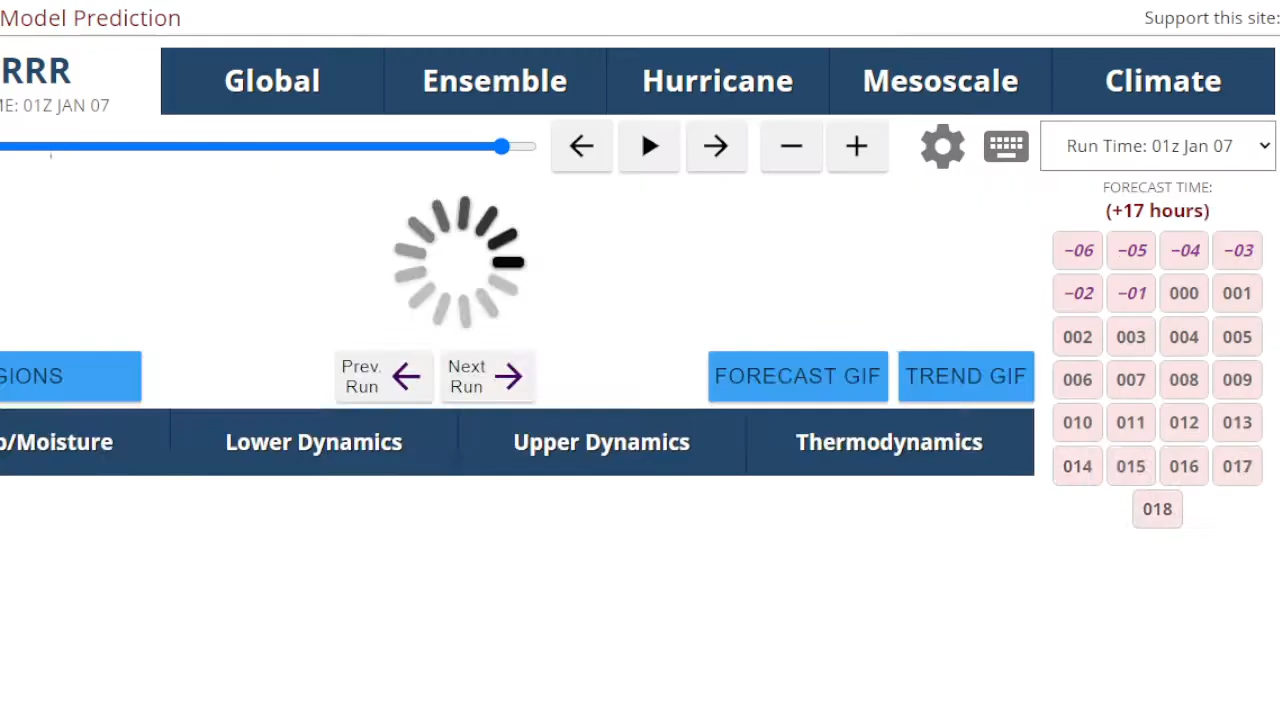 Model Prediction
Support this site:
RRR
E: 01Z JAN 07
Global
Ensemble
Hurricane
Mesoscale
Climate
Run Time: 01z Jan 07
FORECAST TIME:
(+17 hours)
−06 −05 −04 −03
−02 −01 000 001
002 003 004 005
006 007 008 009
010 011 012 013
014 015 016 017
018
GIONS
Prev.
Run
Next
Run
FORECAST GIF
TREND GIF
p/Moisture
Lower Dynamics
Upper Dynamics
Thermodynamics